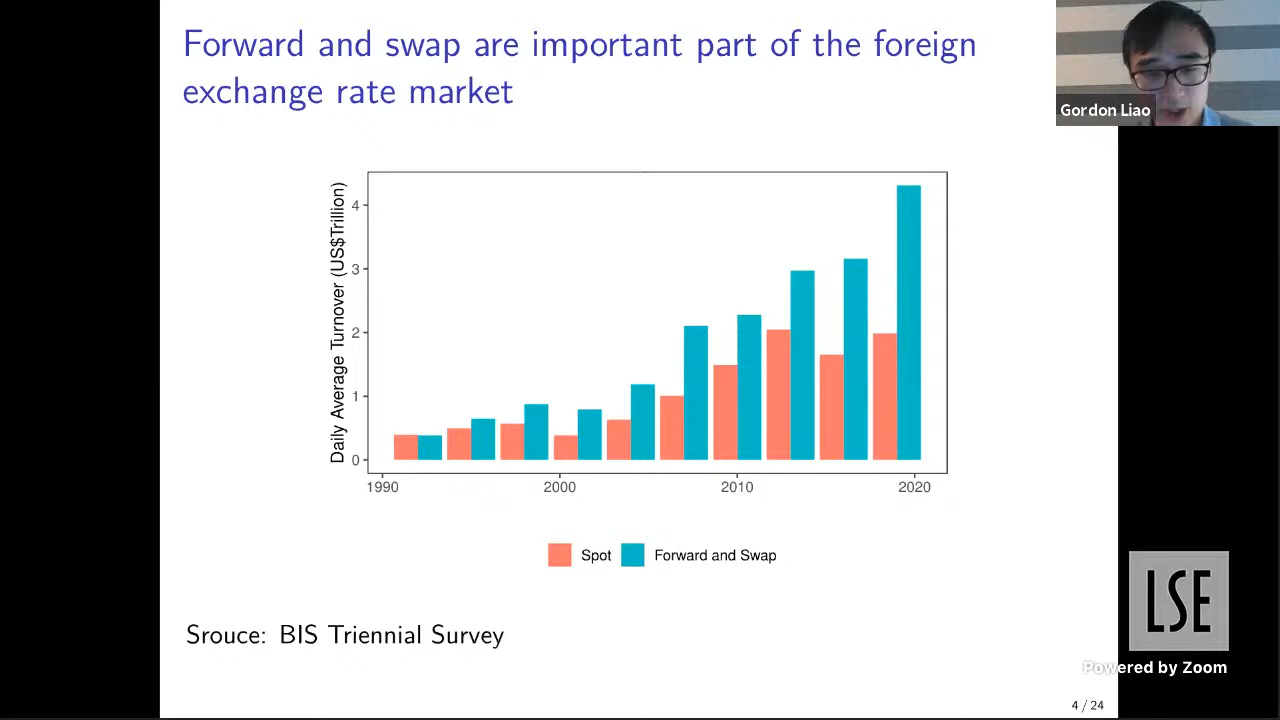 Forward and swap are important part of the foreign
exchange rate market
Gordon Liao
Daily Average Turnover (US$Trillion)
4
3
2
1
0
1990
2000
2010
2020
Spot
Forward and Swap
Srouce: BIS Triennial Survey
LSE
Powered by Zoom
4 / 24